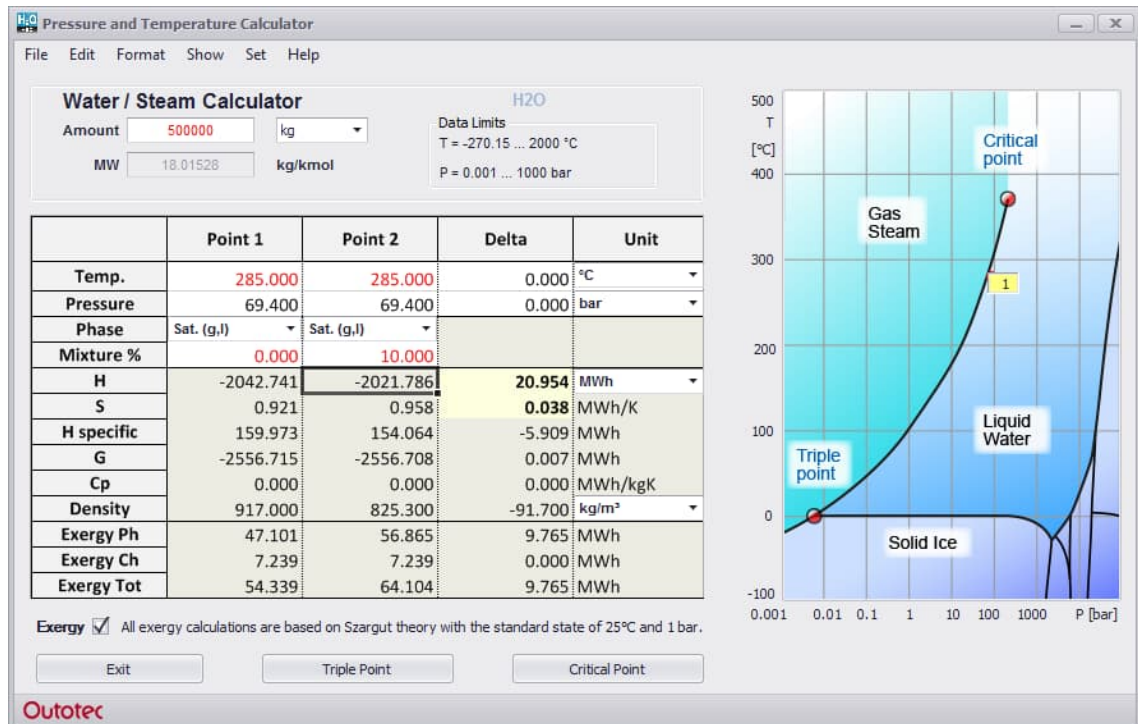 H2O Pressure and Temperature Calculator
File Edit Format Show Set Help
Water / Steam Calculator H2O
Amount 500000 kg
MW 18.01528 kg/kmol
Data Limits
T = -270.15 ... 2000 °C
P = 0.001 ... 1000 bar
Point 1 Point 2 Delta Unit
Temp. 285.000 285.000 0.000 °C
Pressure 69.400 69.400 0.000 bar
Phase Sat. (g,l) Sat. (g,l)
Mixture % 0.000 10.000
H -2042.741 -2021.786 20.954 MWh
S 0.921 0.958 0.038 MWh/K
H specific 159.973 154.064 -5.909 MWh
G -2556.715 -2556.708 0.007 MWh
Cp 0.000 0.000 0.000 MWh/kgK
Density 917.000 825.300 -91.700 kg/m³
Exergy Ph 47.101 56.865 9.765 MWh
Exergy Ch 7.239 7.239 0.000 MWh
Exergy Tot 54.339 64.104 9.765 MWh
Exergy All exergy calculations are based on Szargut theory with the standard state of 25°C and 1 bar.
Exit Triple Point Critical Point
Outotec
500
T
[°C]
400
300
200
100
0
-100
0.001 0.01 0.1 1 10 100 1000 P [bar]
Critical
point
Gas
Steam
1
Liquid
Water
Triple
point
Solid Ice